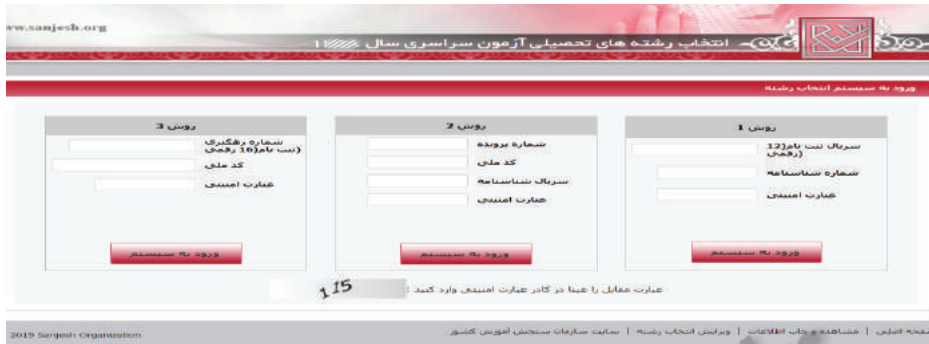 www.sanjesh.org
انتخاب رشته های تحصیلی آزمون سراسری سال
ورود به سیستم انتخاب رشته
روش 1
سریال ثبت نام(12 رقمی)
شماره شناسنامه
عبارت امنیتی
ورود به سیستم
روش 2
شماره پرونده
کد ملی
سریال شناسنامه
عبارت امنیتی
ورود به سیستم
روش 3
شماره رهگیری
(ثبت نام(16 رقمی
کد ملی
عبارت امنیتی
ورود به سیستم
عبارت مقابل را عینا در کادر عبارت امنیتی وارد کنید :
صفحه اصلی | مشاهده و چاپ اطلاعات | ویرایش انتخاب رشته | سایت سازمان سنجش آموزش کشور
2019 Sanjesh Organization